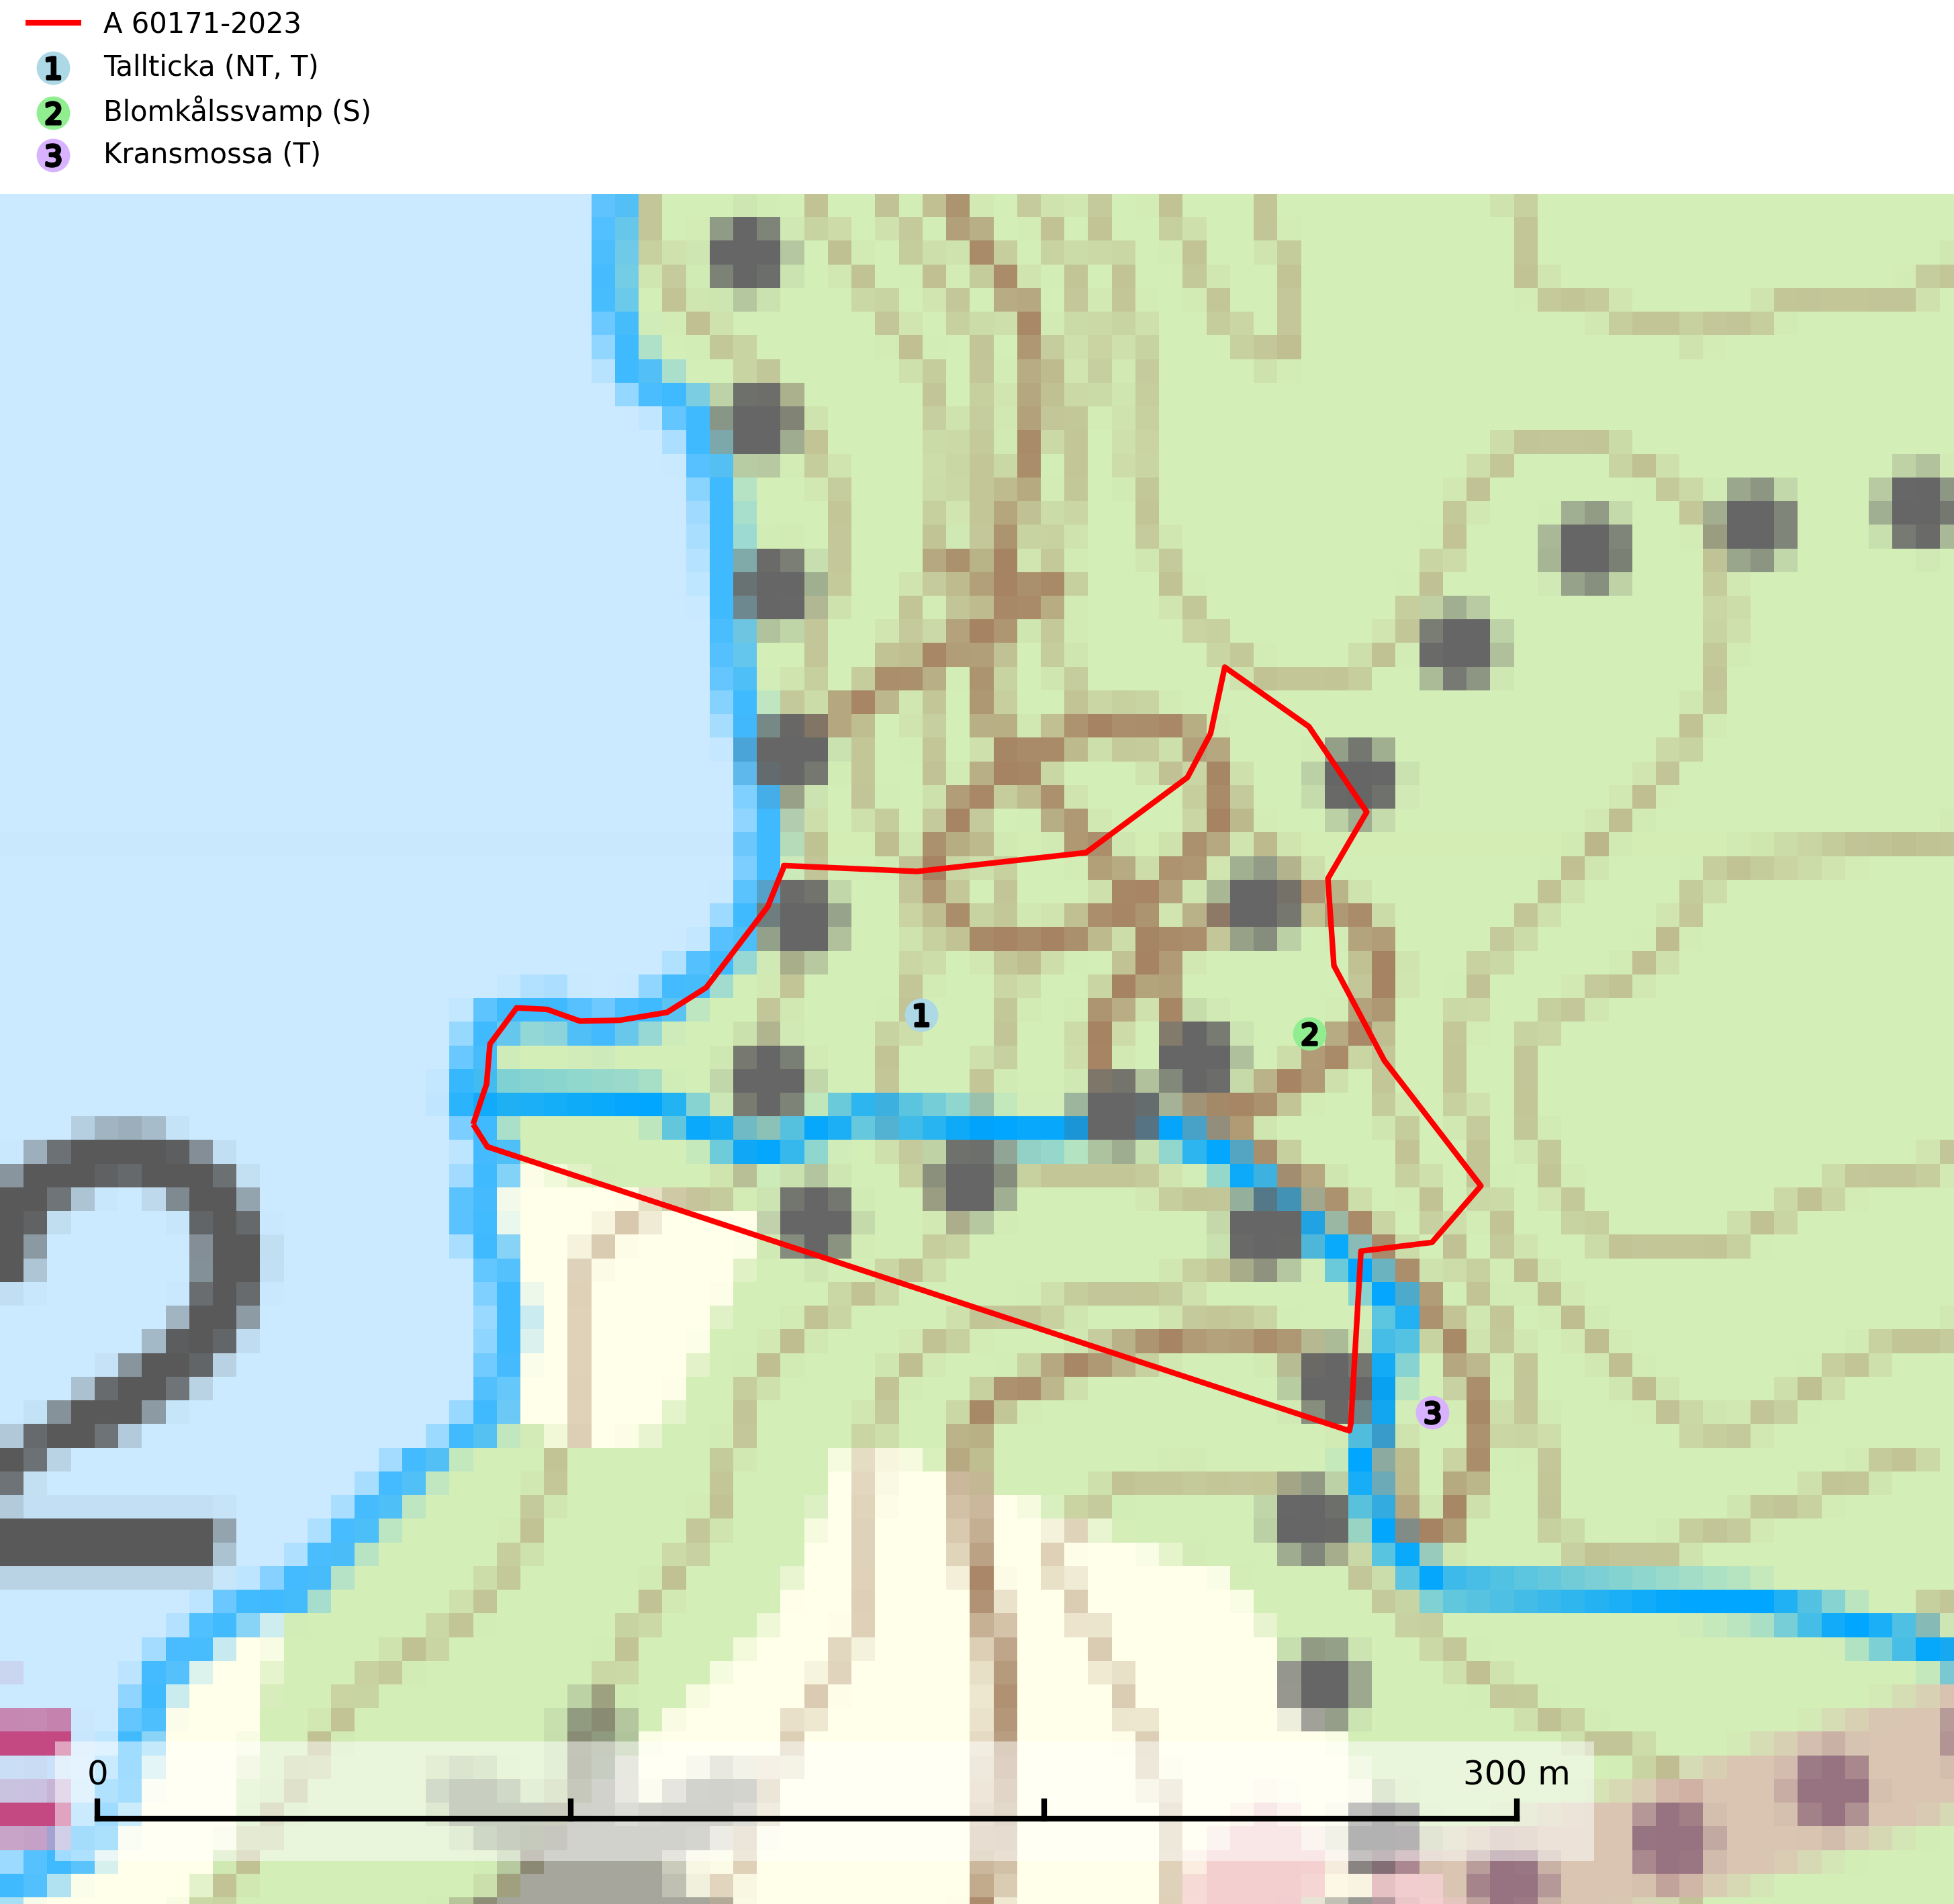 A 60171-2023
1 Tallticka (NT, T)
2 Blomkålssvamp (S)
3 Kransmossa (T)
1
2
3
0 300 m